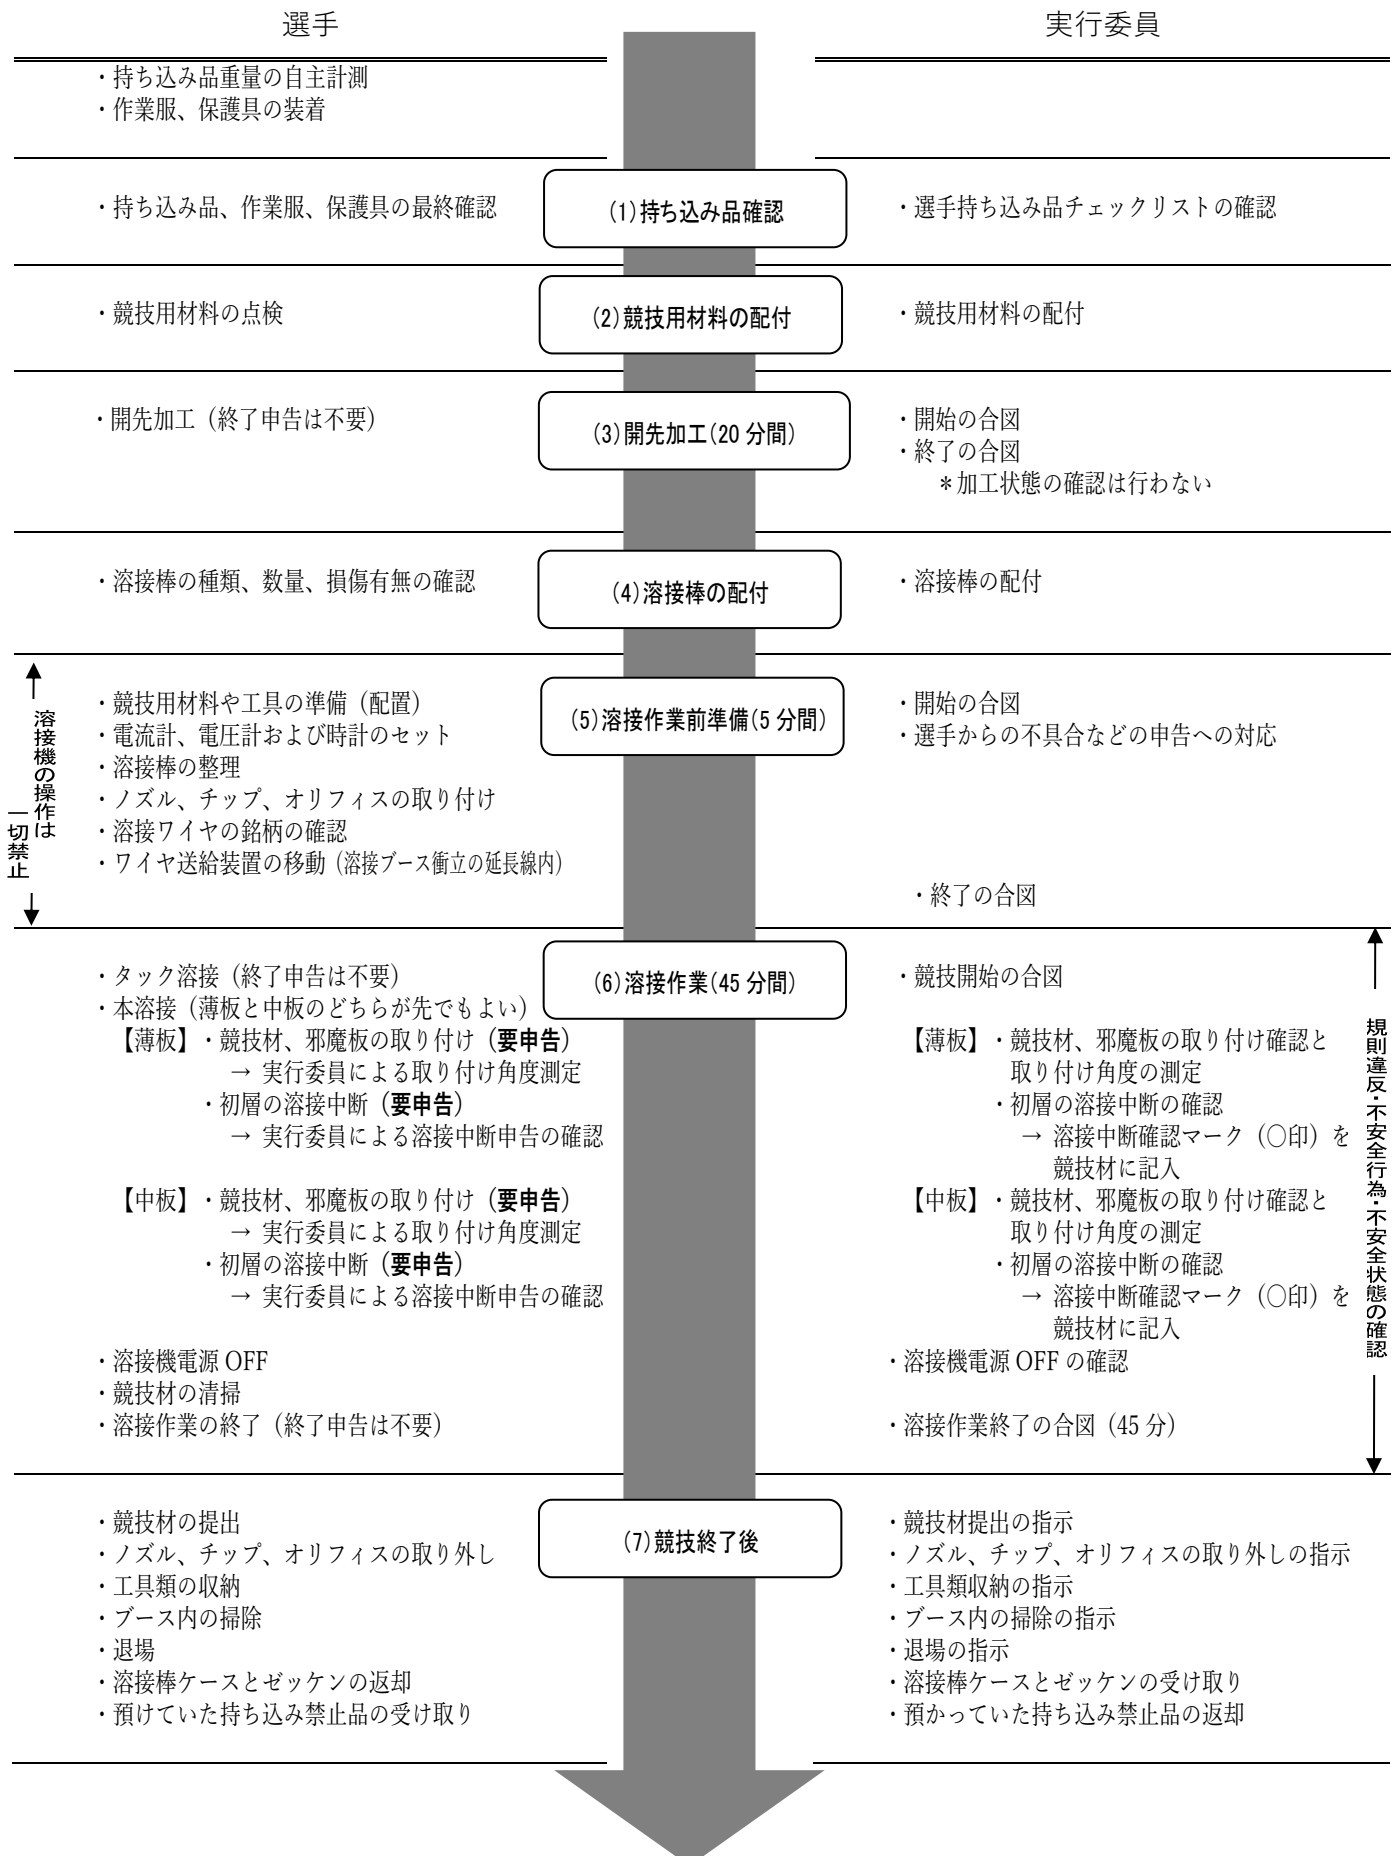 選手
実行委員
・持ち込み品重量の自主計測
・作業服、保護具の装着
・持ち込み品、作業服、保護具の最終確認
(1)持ち込み品確認
・選手持ち込み品チェックリストの確認
・競技用材料の点検
(2)競技用材料の配付
・競技用材料の配付
・開先加工（終了申告は不要）
(3)開先加工(20 分間)
・開始の合図
・終了の合図
＊加工状態の確認は行わない
・溶接棒の種類、数量、損傷有無の確認
(4)溶接棒の配付
・溶接棒の配付
溶接機の操作は
一切禁止
・競技用材料や工具の準備（配置）
・電流計、電圧計および時計のセット
・溶接棒の整理
・ノズル、チップ、オリフィスの取り付け
・溶接ワイヤの銘柄の確認
・ワイヤ送給装置の移動（溶接ブース衝立の延長線内）
(5)溶接作業前準備(5 分間)
・開始の合図
・選手からの不具合などの申告への対応
・終了の合図
・タック溶接（終了申告は不要）
・本溶接（薄板と中板のどちらが先でもよい）
【薄板】・競技材、邪魔板の取り付け（要申告）
→ 実行委員による取り付け角度測定
・初層の溶接中断（要申告）
→ 実行委員による溶接中断申告の確認
【中板】・競技材、邪魔板の取り付け（要申告）
→ 実行委員による取り付け角度測定
・初層の溶接中断（要申告）
→ 実行委員による溶接中断申告の確認
・溶接機電源 OFF
・競技材の清掃
・溶接作業の終了（終了申告は不要）
(6)溶接作業(45 分間)
・競技開始の合図
【薄板】・競技材、邪魔板の取り付け確認と
取り付け角度の測定
・初層の溶接中断の確認
→ 溶接中断確認マーク（○印）を
競技材に記入
【中板】・競技材、邪魔板の取り付け確認と
取り付け角度の測定
・初層の溶接中断の確認
→ 溶接中断確認マーク（○印）を
競技材に記入
・溶接機電源 OFF の確認
・溶接作業終了の合図（45 分）
規則違反・不安全行為・不安全状態の確認
・競技材の提出
・ノズル、チップ、オリフィスの取り外し
・工具類の収納
・ブース内の掃除
・退場
・溶接棒ケースとゼッケンの返却
・預けていた持ち込み禁止品の受け取り
(7)競技終了後
・競技材提出の指示
・ノズル、チップ、オリフィスの取り外しの指示
・工具類収納の指示
・ブース内の掃除の指示
・退場の指示
・溶接棒ケースとゼッケンの受け取り
・預かっていた持ち込み禁止品の返却